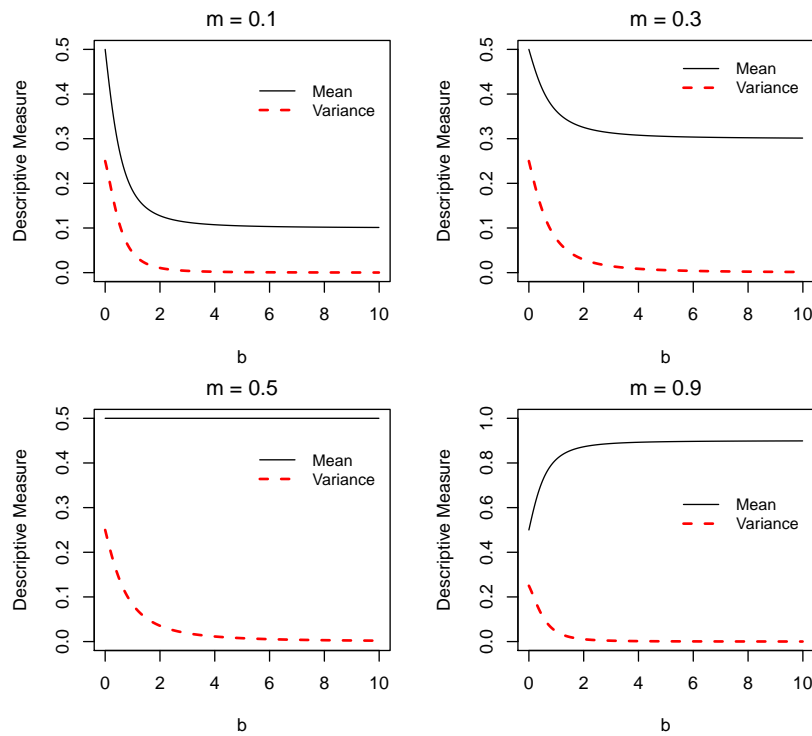 m = 0.1
Descriptive Measure
0.0 0.1 0.2 0.3 0.4 0.5
Mean
Variance
0 2 4 6 8 10
b
m = 0.3
Descriptive Measure
0.0 0.1 0.2 0.3 0.4 0.5
Mean
Variance
0 2 4 6 8 10
b
m = 0.5
Descriptive Measure
0.0 0.1 0.2 0.3 0.4 0.5
Mean
Variance
0 2 4 6 8 10
b
m = 0.9
Descriptive Measure
0.0 0.2 0.4 0.6 0.8 1.0
Mean
Variance
0 2 4 6 8 10
b